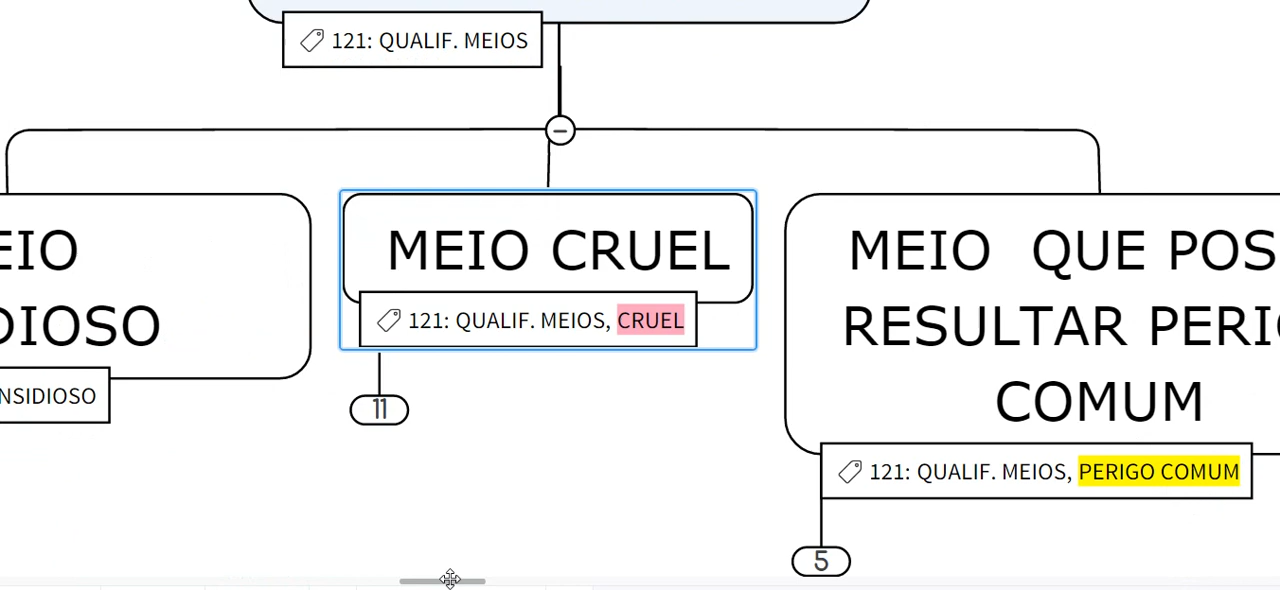 121: QUALIF. MEIOS
EIO
DIOSO
NSIDIOSO
MEIO CRUEL
121: QUALIF. MEIOS, CRUEL
11
MEIO QUE POS
RESULTAR PERIG
COMUM
121: QUALIF. MEIOS, PERIGO COMUM
5